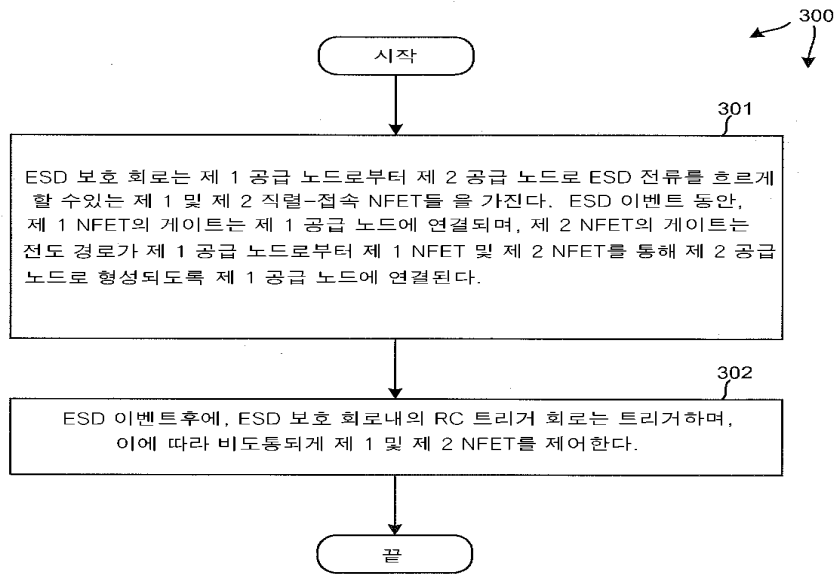 300
시작
301
ESD 보호 회로는 제 1 공급 노드로부터 제 2 공급 노드로 ESD 전류를 흐르게
할 수있는 제 1 및 제 2 직렬-접속 NFET들 을 가진다. ESD 이벤트 동안,
제 1 NFET의 게이트는 제 1 공급 노드에 연결되며, 제 2 NFET의 게이트는
전도 경로가 제 1 공급 노드로부터 제 1 NFET 및 제 2 NFET를 통해 제 2 공급
노드로 형성되도록 제 1 공급 노드에 연결된다.
302
ESD 이벤트후에, ESD 보호 회로내의 RC 트리거 회로는 트리거하며,
이에 따라 비도통되게 제 1 및 제 2 NFET를 제어한다.
끝